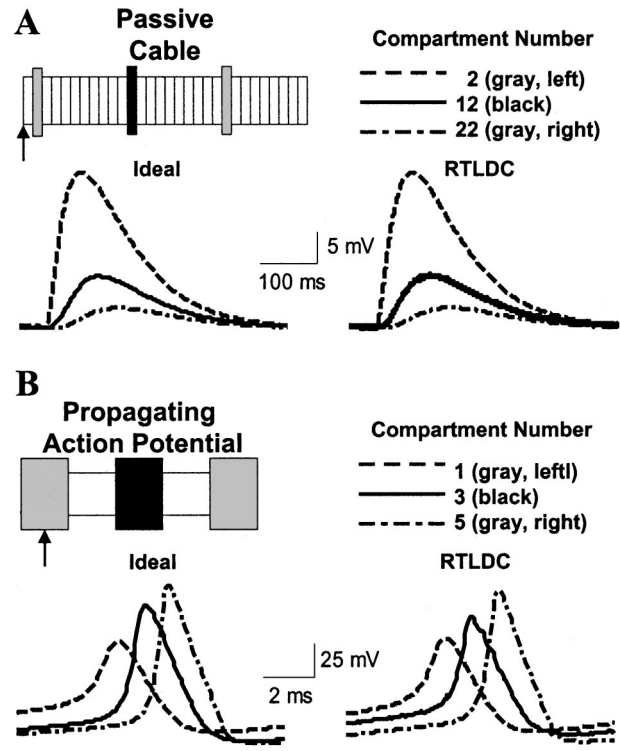 A
Passive
Cable
Compartment Number
2 (gray, left)
12 (black)
22 (gray, right)
Ideal
RTLDC
5 mV
100 ms
B
Propagating
Action Potential
Compartment Number
1 (gray, leftl)
3 (black)
5 (gray, right)
Ideal
RTLDC
25 mV
2 ms